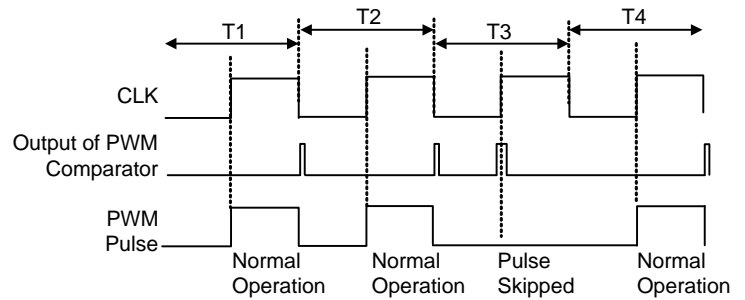 T1
T2
T3
T4
CLK
Output of PWM
Comparator
PWM
Pulse
Normal
Operation
Normal
Operation
Pulse
Skipped
Normal
Operation